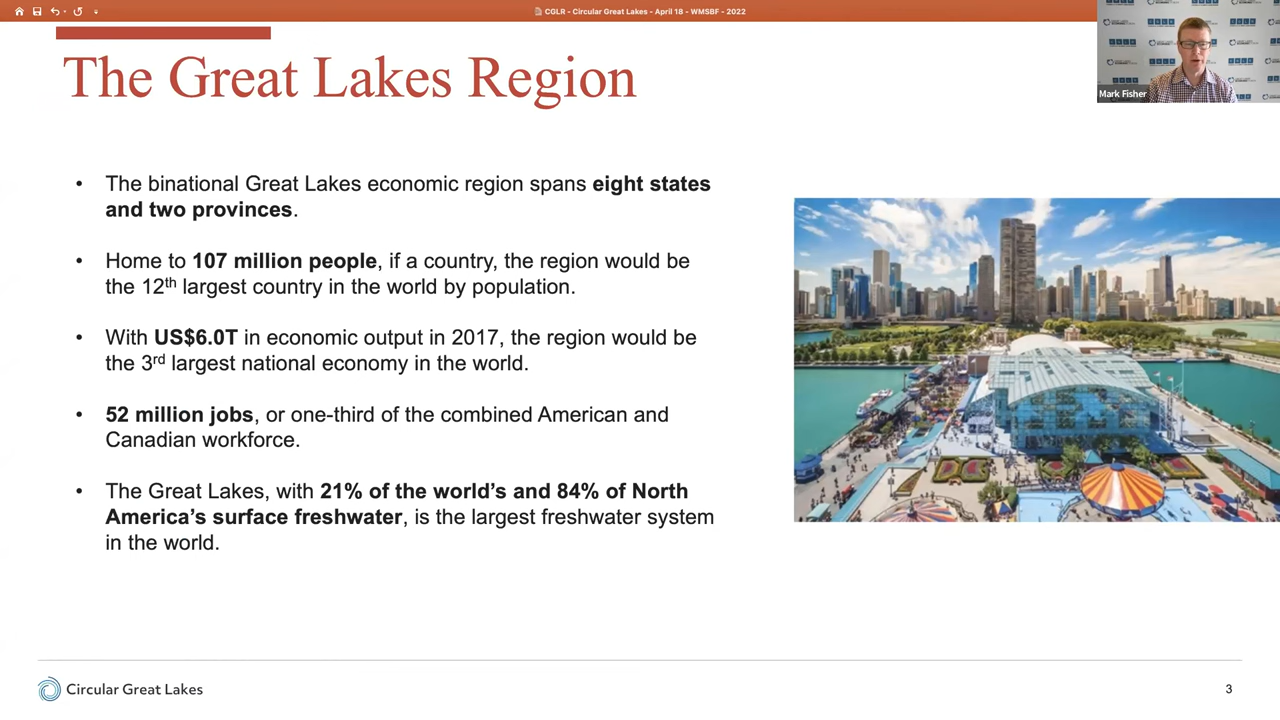 CGLR - Circular Great Lakes - April 18 - WMSBF - 2022
Mark Fisher
The Great Lakes Region
• The binational Great Lakes economic region spans eight states
and two provinces.
• Home to 107 million people, if a country, the region would be
the 12th largest country in the world by population.
• With US$6.0T in economic output in 2017, the region would be
the 3rd largest national economy in the world.
• 52 million jobs, or one-third of the combined American and
Canadian workforce.
• The Great Lakes, with 21% of the world’s and 84% of North
America’s surface freshwater, is the largest freshwater system
in the world.
Circular Great Lakes
3